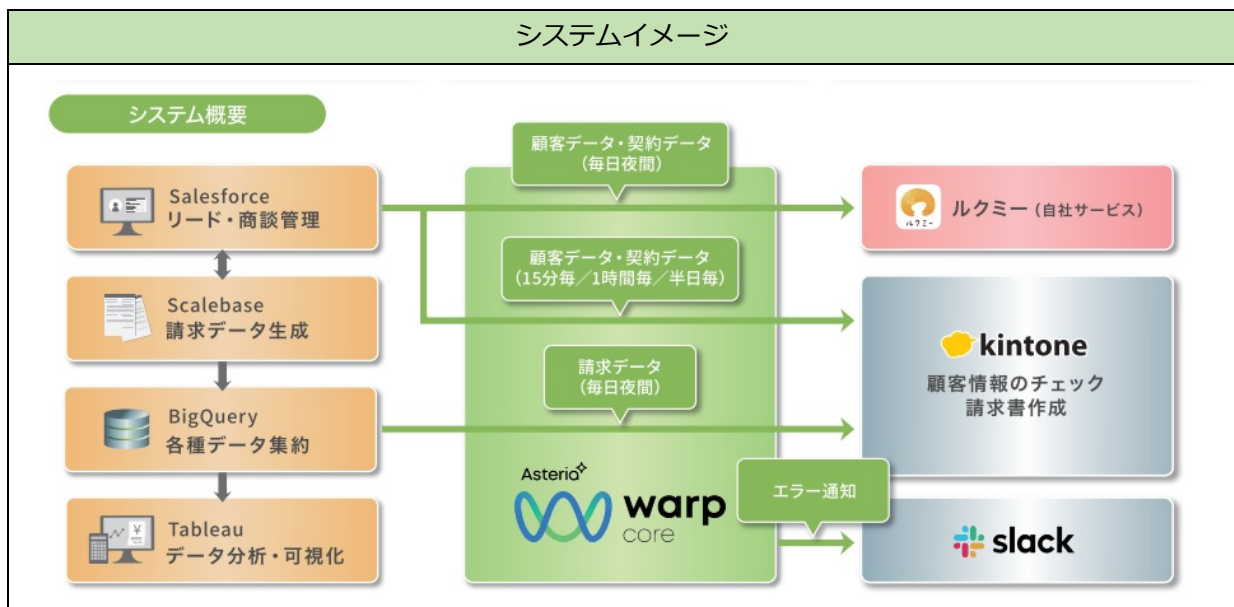 システムイメージ
システム概要
Salesforce
リード・商談管理
Scalebase
請求データ生成
BigQuery
各種データ集約
Tableau
データ分析・可視化
顧客データ・契約データ
(毎日夜間)
顧客データ・契約データ
(15分毎/1時間毎/半日毎)
請求データ
(毎日夜間)
Asteria
warp
core
エラー通知
ルクミー
ルクミー (自社サービス)
kintone
顧客情報のチェック
請求書作成
slack